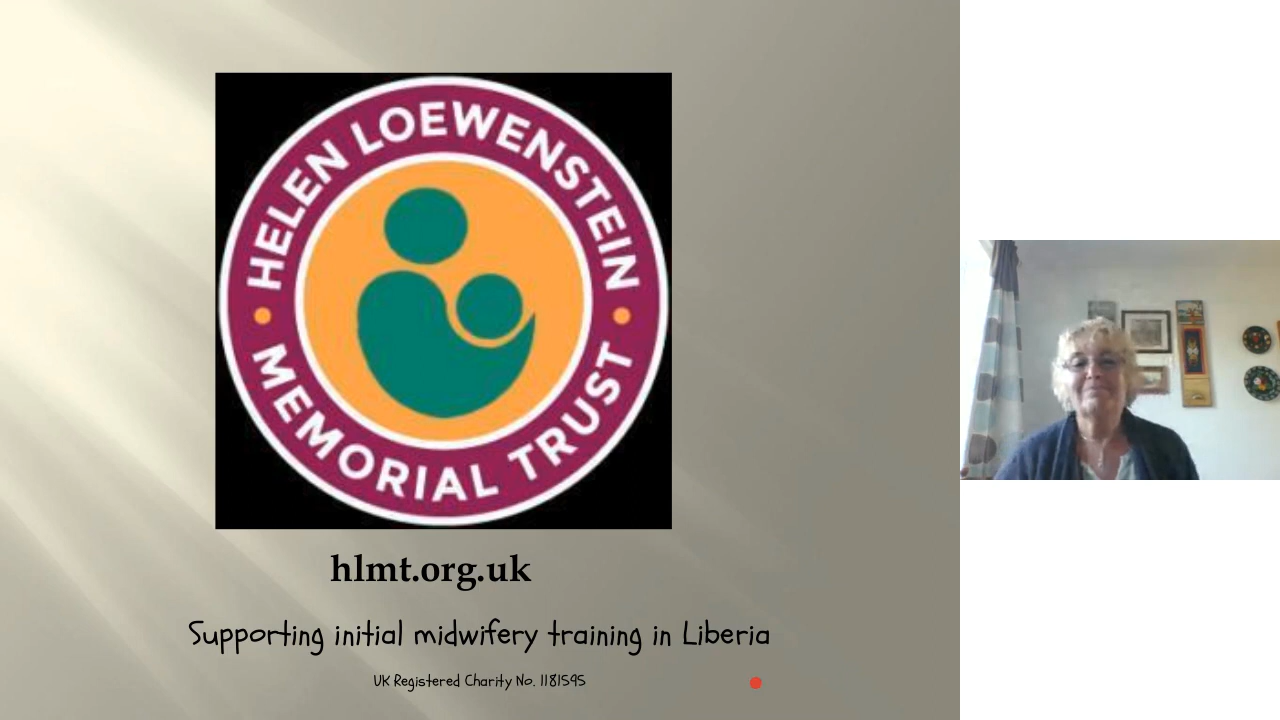 HELEN LOEWENSTEIN
MEMORIAL TRUST
hlmt.org.uk
Supporting initial midwifery training in Liberia
UK Registered Charity No. 1181595